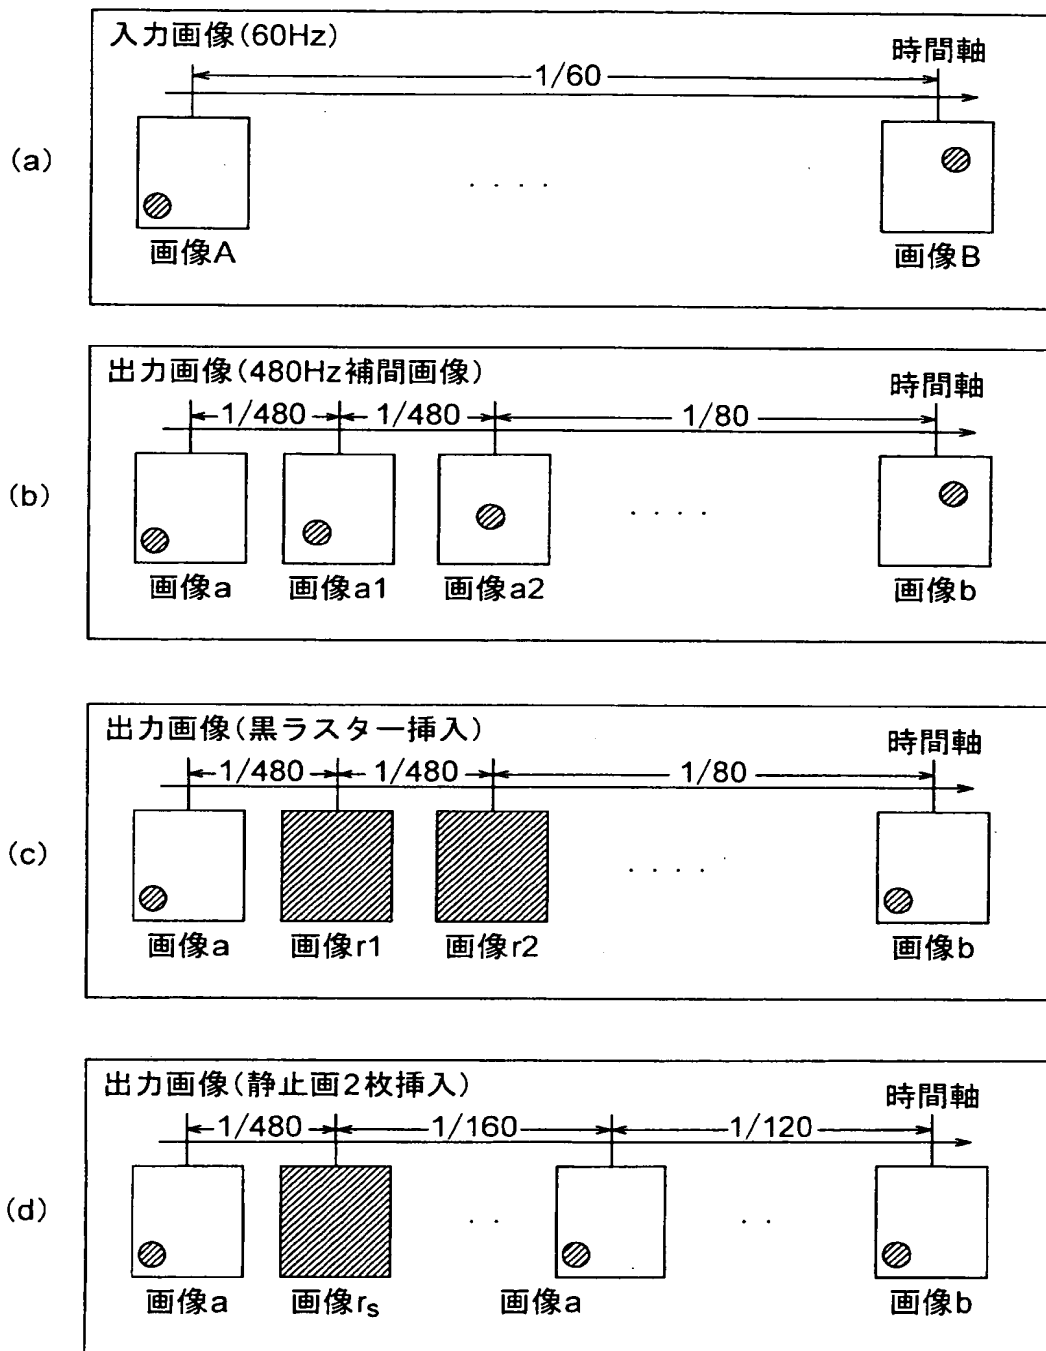 入力画像(60Hz)
時間軸
1/60
(a)
. . . .
画像A
画像B
出力画像(480Hz補間画像)
時間軸
1/480
1/480
1/80
(b)
. . . .
画像a
画像a1
画像a2
画像b
出力画像(黒ラスター挿入)
時間軸
1/480
1/480
1/80
(c)
. . . .
画像a
画像r1
画像r2
画像b
出力画像(静止画2枚挿入)
時間軸
1/480
1/160
1/120
(d)
. .
. .
画像a
画像rs
画像a
画像b